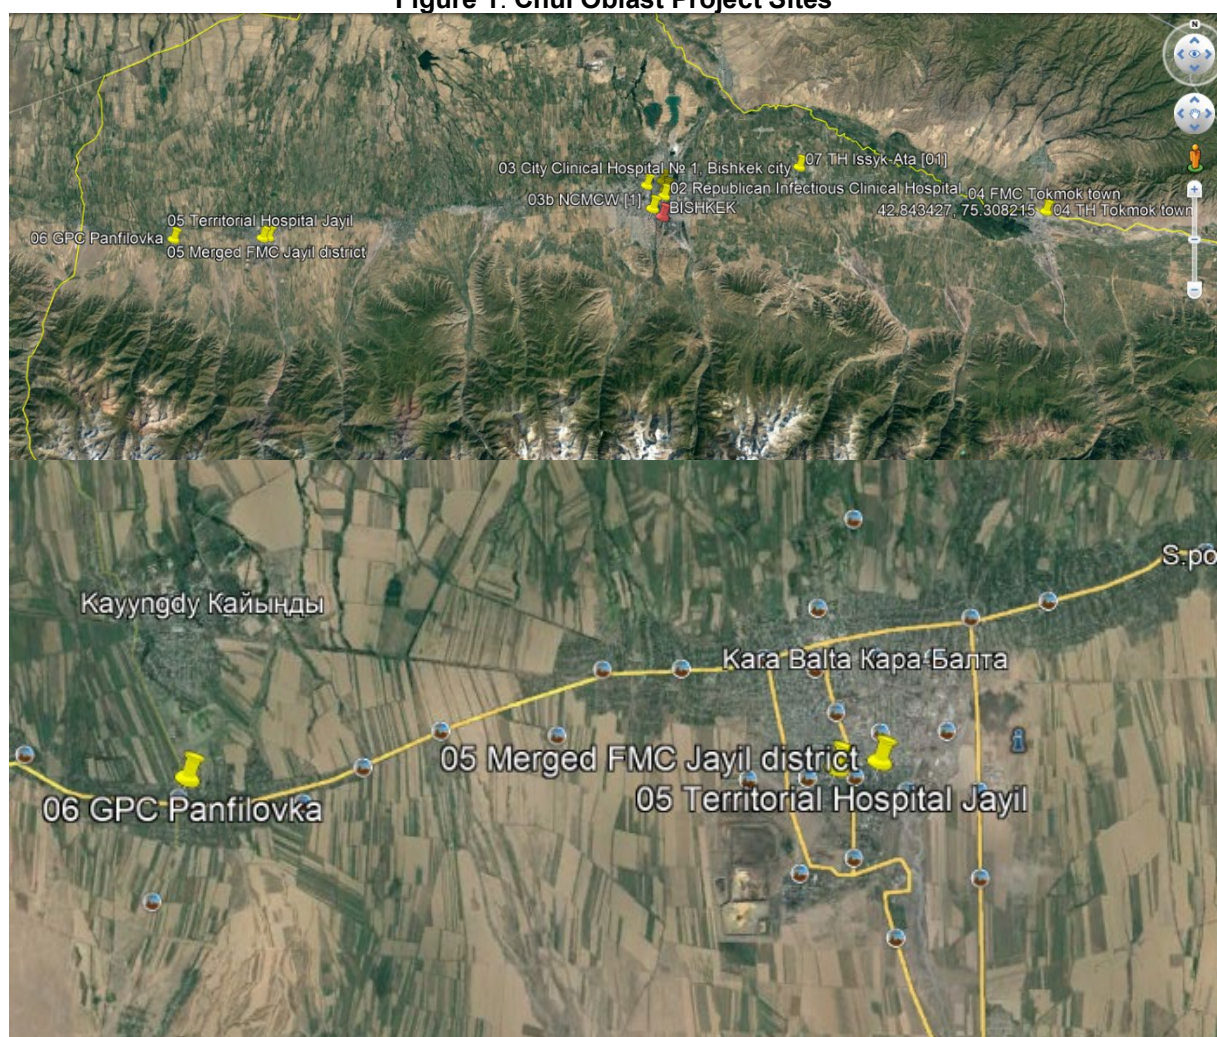 Figure 1. Chui Oblast Project Sites
N
07 TH Issyk-Ata [01]
03 City Clinical Hospital № 1, Bishkek city
02 Republican Infectious Clinical Hospital
04 FMC Tokmok town
03b NCMCW [1]
BISHKEK
42.843427, 75.308215
04 TH Tokmok town
05 Territorial Hospital Jayil
06 GPC Panfilovka
05 Merged FMC Jayil district
S.po
Kayyngdy Кайыңды
Kara Balta Кара-Балта
05 Merged FMC Jayil district
05 Territorial Hospital Jayil
06 GPC Panfilovka